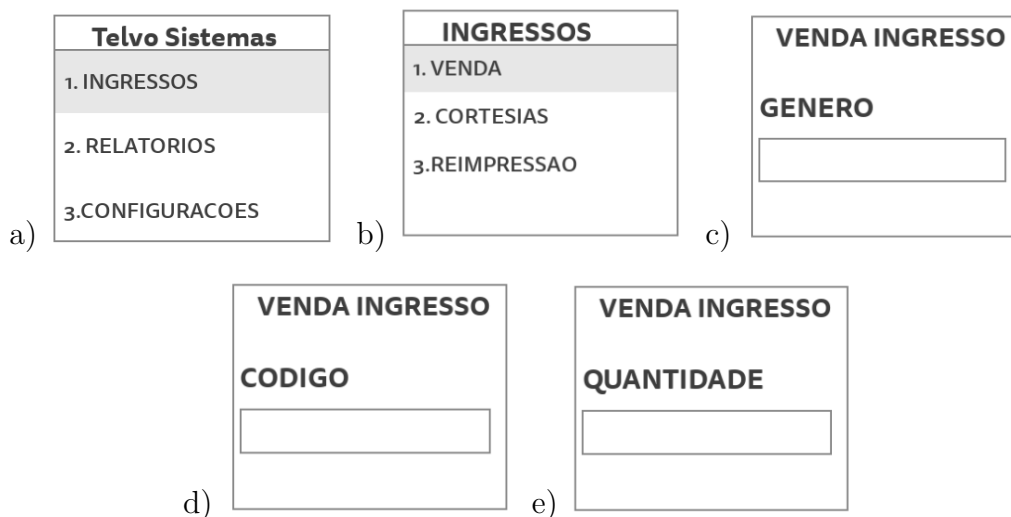 Telvo Sistemas
1. INGRESSOS
2. RELATORIOS
3.CONFIGURACOES
a)
INGRESSOS
1. VENDA
2. CORTESIAS
3.REIMPRESSAO
b)
VENDA INGRESSO
GENERO
c)
VENDA INGRESSO
CODIGO
d)
VENDA INGRESSO
QUANTIDADE
e)